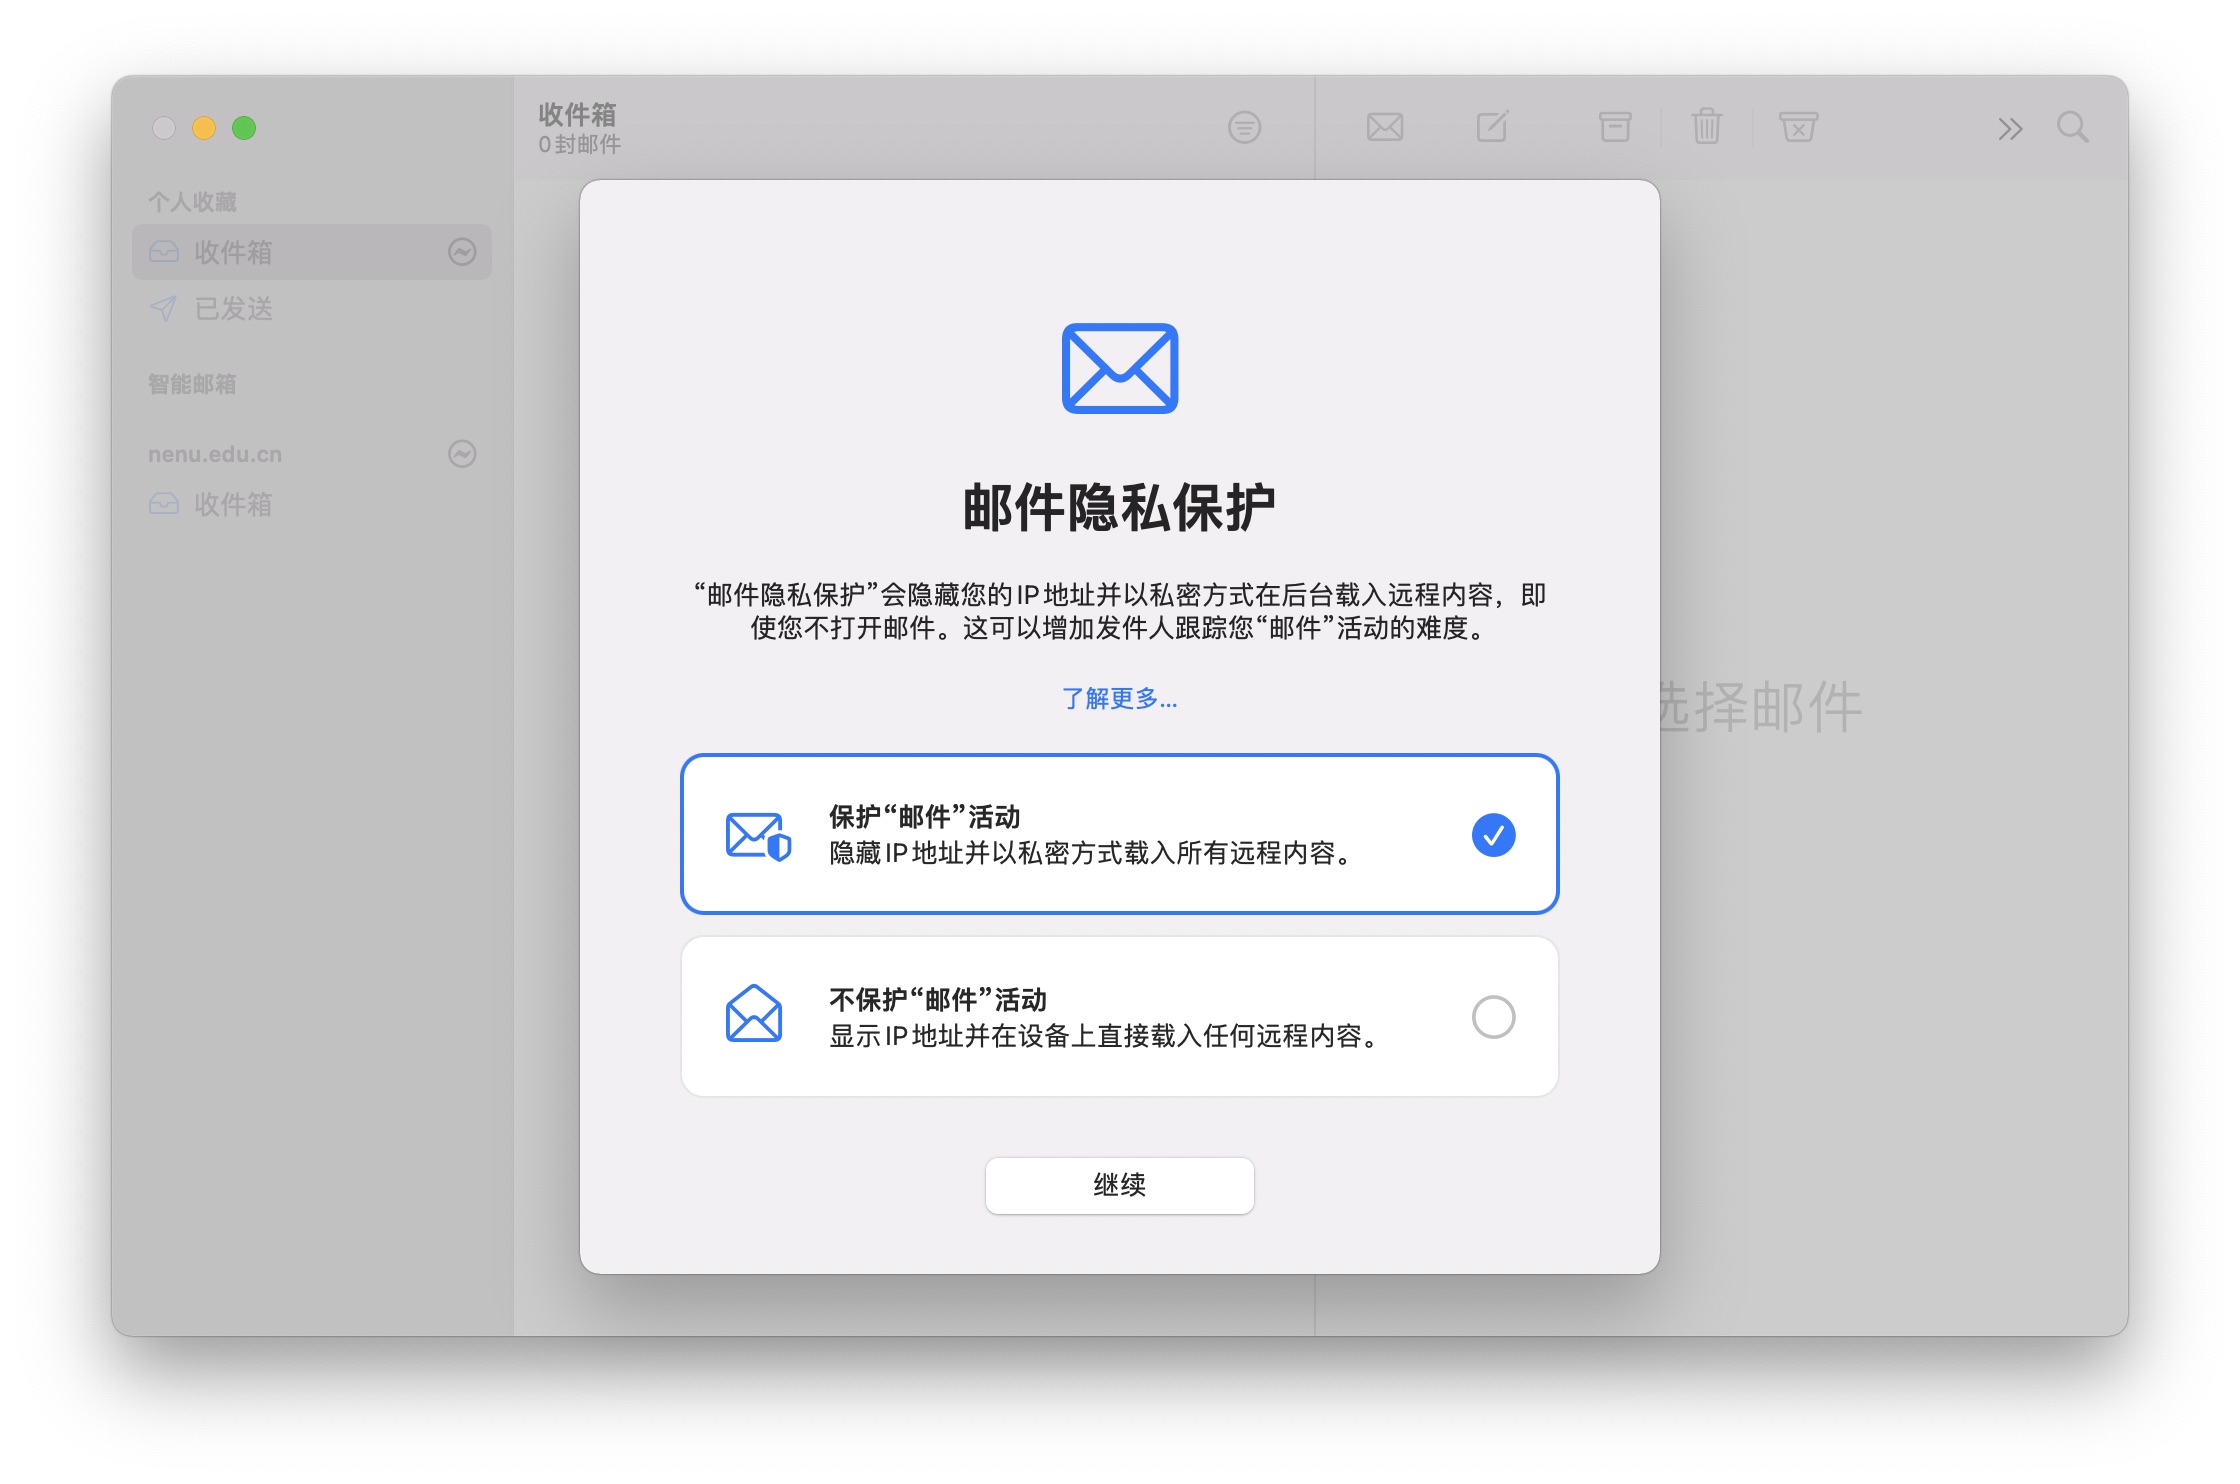 收件箱
0封邮件
个人收藏
收件箱
已发送
智能邮箱
nenu.edu.cn
收件箱
邮件隐私保护
“邮件隐私保护”会隐藏您的IP地址并以私密方式在后台载入远程内容，即
使您不打开邮件。这可以增加发件人跟踪您“邮件”活动的难度。
了解更多...
保护“邮件”活动
隐藏IP地址并以私密方式载入所有远程内容。
不保护“邮件”活动
显示IP地址并在设备上直接载入任何远程内容。
继续
选择邮件